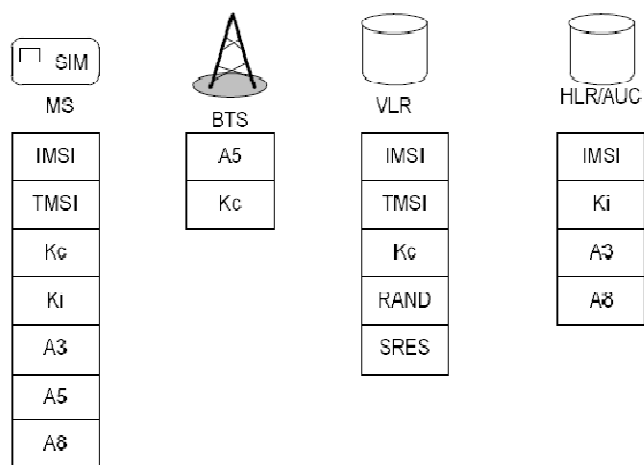 SIM
MS
IMSI
TMSI
Kc
Ki
A3
A5
A8
BTS
A5
Kc
VLR
IMSI
TMSI
Kc
RAND
SRES
HLR/AUC
IMSI
Ki
A3
A8